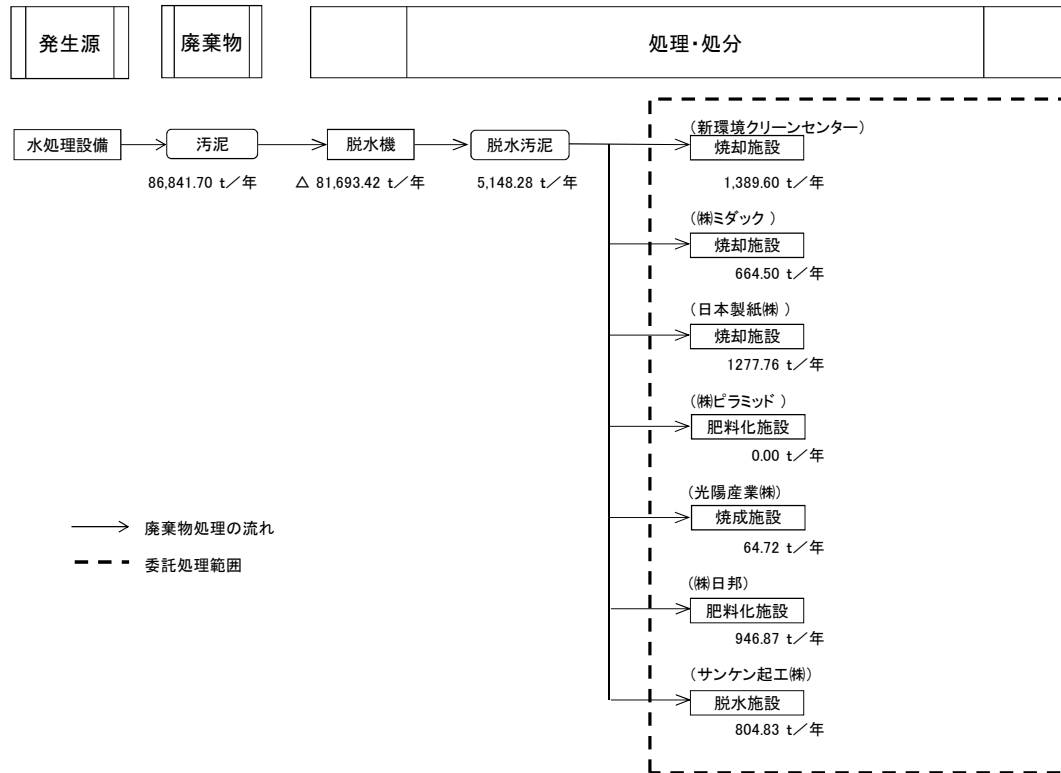 発生源
廃棄物
処理・処分
水処理設備
汚泥
脱水機
脱水汚泥
86,841.70 t/年
△ 81,693.42 t/年
5,148.28 t/年
(新環境クリーンセンター)
焼却施設
1,389.60 t/年
(㈱ミダック )
焼却施設
664.50 t/年
(日本製紙㈱ )
焼却施設
1277.76 t/年
(㈱ピラミッド )
肥料化施設
0.00 t/年
(光陽産業㈱)
焼成施設
64.72 t/年
(㈱日邦)
肥料化施設
946.87 t/年
(サンケン起工㈱)
脱水施設
804.83 t/年
廃棄物処理の流れ
委託処理範囲